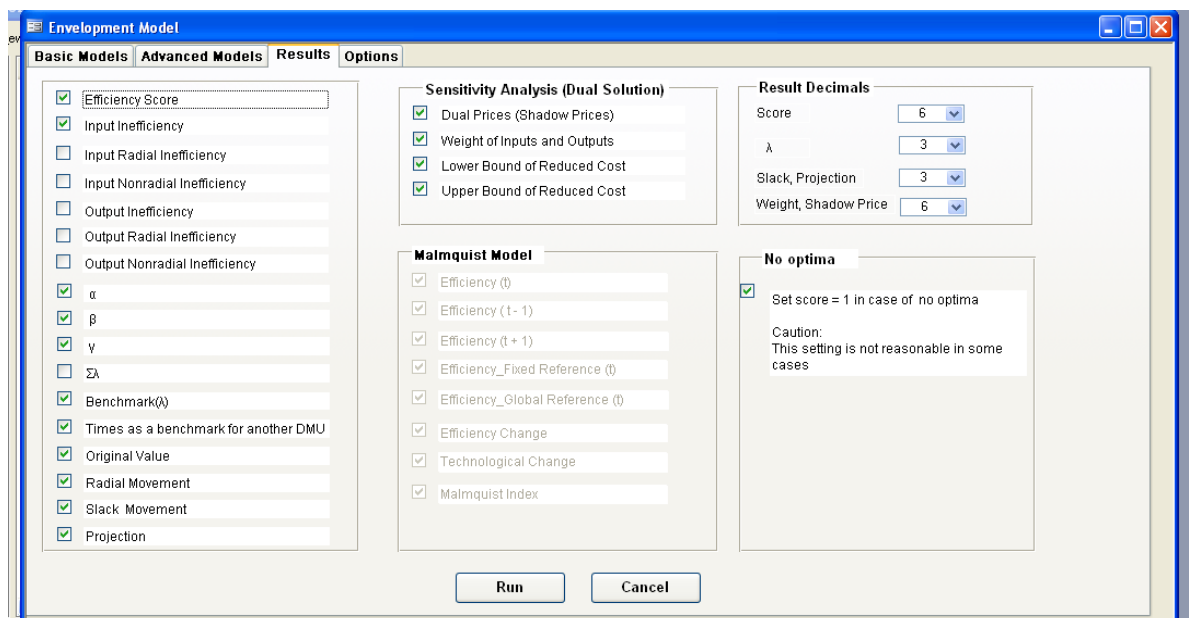 Envelopment Model
Basic Models Advanced Models Results Options
Efficiency Score
Input Inefficiency
Input Radial Inefficiency
Input Nonradial Inefficiency
Output Inefficiency
Output Radial Inefficiency
Output Nonradial Inefficiency
α
β
γ
Σλ
Benchmark(λ)
Times as a benchmark for another DMU
Original Value
Radial Movement
Slack Movement
Projection
Sensitivity Analysis (Dual Solution)
Dual Prices (Shadow Prices)
Weight of Inputs and Outputs
Lower Bound of Reduced Cost
Upper Bound of Reduced Cost
Malmquist Model
Efficiency (t)
Efficiency ( t - 1)
Efficiency (t + 1)
Efficiency_Fixed Reference (t)
Efficiency_Global Reference (t)
Efficiency Change
Technological Change
Malmquist Index
Result Decimals
Score 6
λ 3
Slack, Projection 3
Weight, Shadow Price 6
No optima
Set score = 1 in case of no optima
Caution:
This setting is not reasonable in some
cases
Run Cancel